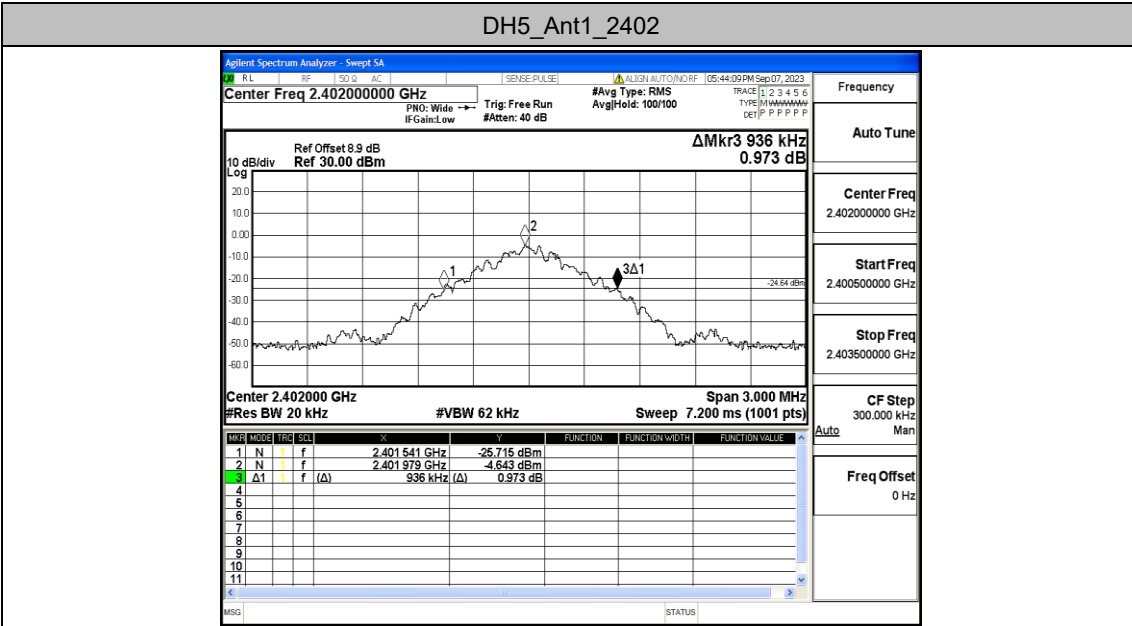 DH5_Ant1_2402
Agilent Spectrum Analyzer - Swept SA
LXI RL RF 50 Ω AC SENSE:PULSE ALIGN AUTO/NO RF 05:44:09 PM Sep 07, 2023
Center Freq 2.402000000 GHz
PNO: Wide
IFGain:Low
Trig: Free Run
#Atten: 40 dB
#Avg Type: RMS
Avg|Hold: 100/100
TRACE 1 2 3 4 5 6
TYPE M WWWWW
DET P P P P P P
ΔMkr3 936 kHz
0.973 dB
Ref Offset 8.9 dB
10 dB/div Ref 30.00 dBm
Log
20.0
10.0
0.00
-10.0
-20.0
-30.0
-40.0
-50.0
-60.0
1
2
3Δ1
-24.64 dBm
Center 2.402000 GHz Span 3.000 MHz
#Res BW 20 kHz #VBW 62 kHz Sweep 7.200 ms (1001 pts)
MKR MODE TRC SCL X Y FUNCTION FUNCTION WIDTH FUNCTION VALUE
1 N 1 f 2.401 541 GHz -25.715 dBm
2 N 1 f 2.401 979 GHz -4.643 dBm
3 Δ1 1 f (Δ) 936 kHz (Δ) 0.973 dB
4
5
6
7
8
9
10
11
MSG STATUS
Frequency
Auto Tune
Center Freq
2.402000000 GHz
Start Freq
2.400500000 GHz
Stop Freq
2.403500000 GHz
CF Step
300.000 kHz
Auto Man
Freq Offset
0 Hz